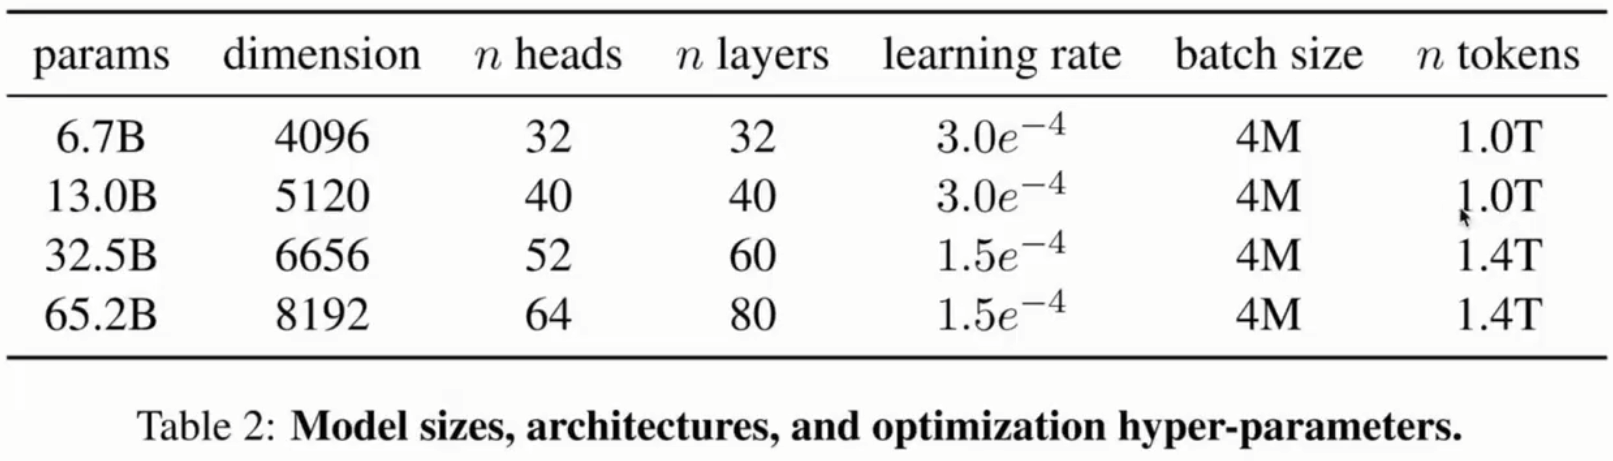 params dimension n heads n layers learning rate batch size n tokens
6.7B 4096 32 32 3.0e⁻⁴ 4M 1.0T
13.0B 5120 40 40 3.0e⁻⁴ 4M 1.0T
32.5B 6656 52 60 1.5e⁻⁴ 4M 1.4T
65.2B 8192 64 80 1.5e⁻⁴ 4M 1.4T
Table 2: Model sizes, architectures, and optimization hyper-parameters.